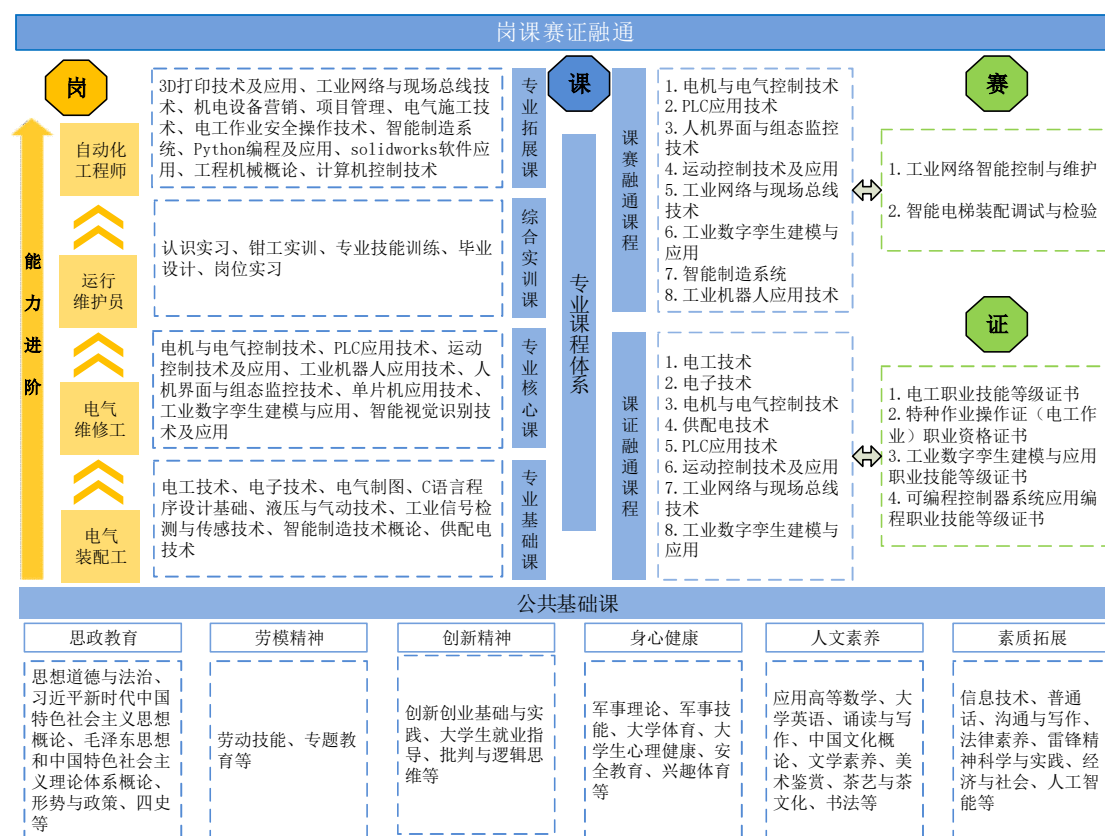 岗课赛证融通
岗
课
赛
能力进阶
自动化
工程师
运行
维护员
电气
维修工
电气
装配工
3D打印技术及应用、工业网络与现场总线技
术、机电设备营销、项目管理、电气施工技
术、电工作业安全操作技术、智能制造系
统、Python编程及应用、solidworks软件应
用、工程机械概论、计算机控制技术
专业拓展课
认识实习、钳工实训、专业技能训练、毕业
设计、岗位实习
综合实训课
电机与电气控制技术、PLC应用技术、运动
控制技术及应用、工业机器人应用技术、人
机界面与组态监控技术、单片机应用技术、
工业数字孪生建模与应用、智能视觉识别技
术及应用
专业核心课
电工技术、电子技术、电气制图、C语言程
序设计基础、液压与气动技术、工业信号检
测与传感技术、智能制造技术概论、供配电
技术
专业基础课
专业课程体系
课赛融通课程
1.电机与电气控制技术
2.PLC应用技术
3.人机界面与组态监控
技术
4.运动控制技术及应用
5.工业网络与现场总线
技术
6.工业数字孪生建模与
应用
7.智能制造系统
8.工业机器人应用技术
1.工业网络智能控制与维护
2.智能电梯装配调试与检验
课证融通课程
1.电工技术
2.电子技术
3.电机与电气控制技术
4.供配电技术
5.PLC应用技术
6.运动控制技术及应用
7.工业网络与现场总线
技术
8.工业数字孪生建模与
应用
证
1.电工职业技能等级证书
2.特种作业操作证（电工作
业）职业资格证书
3.工业数字孪生建模与应用
职业技能等级证书
4.可编程控制器系统应用编
程职业技能等级证书
公共基础课
思政教育
思想道德与法治、
习近平新时代中国
特色社会主义思想
概论、毛泽东思想
和中国特色社会主
义理论体系概论、
形势与政策、四史
等
劳模精神
劳动技能、专题教
育等
创新精神
创新创业基础与实
践、大学生就业指
导、批判与逻辑思
维等
身心健康
军事理论、军事技
能、大学体育、大
学生心理健康、安
全教育、兴趣体育
等
人文素养
应用高等数学、大
学英语、诵读与写
作、中国文化概
论、文学素养、美
术鉴赏、茶艺与茶
文化、书法等
素质拓展
信息技术、普通
话、沟通与写作、
法律素养、雷锋精
神科学与实践、经
济与社会、人工智
能等